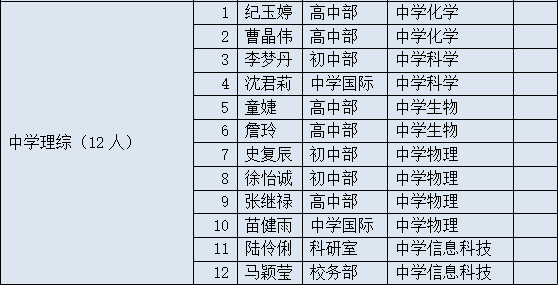 中学理综（12 人）
1 纪玉婷 高中部 中学化学
2 曹晶伟 高中部 中学化学
3 李梦丹 初中部 中学科学
4 沈君莉 中学国际 中学科学
5 童婕 高中部 中学生物
6 詹玲 高中部 中学生物
7 史复辰 初中部 中学物理
8 徐怡诚 初中部 中学物理
9 张继禄 高中部 中学物理
10 苗健雨 中学国际 中学物理
11 陆伶俐 科研室 中学信息科技
12 马颖莹 校务部 中学信息科技